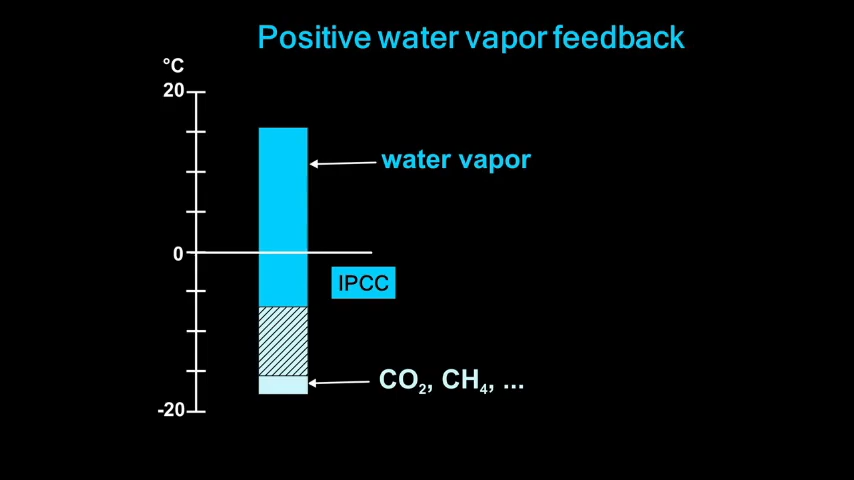 Positive water vapor feedback
°C
20
water vapor
0
IPCC
CO₂, CH₄, ...
-20